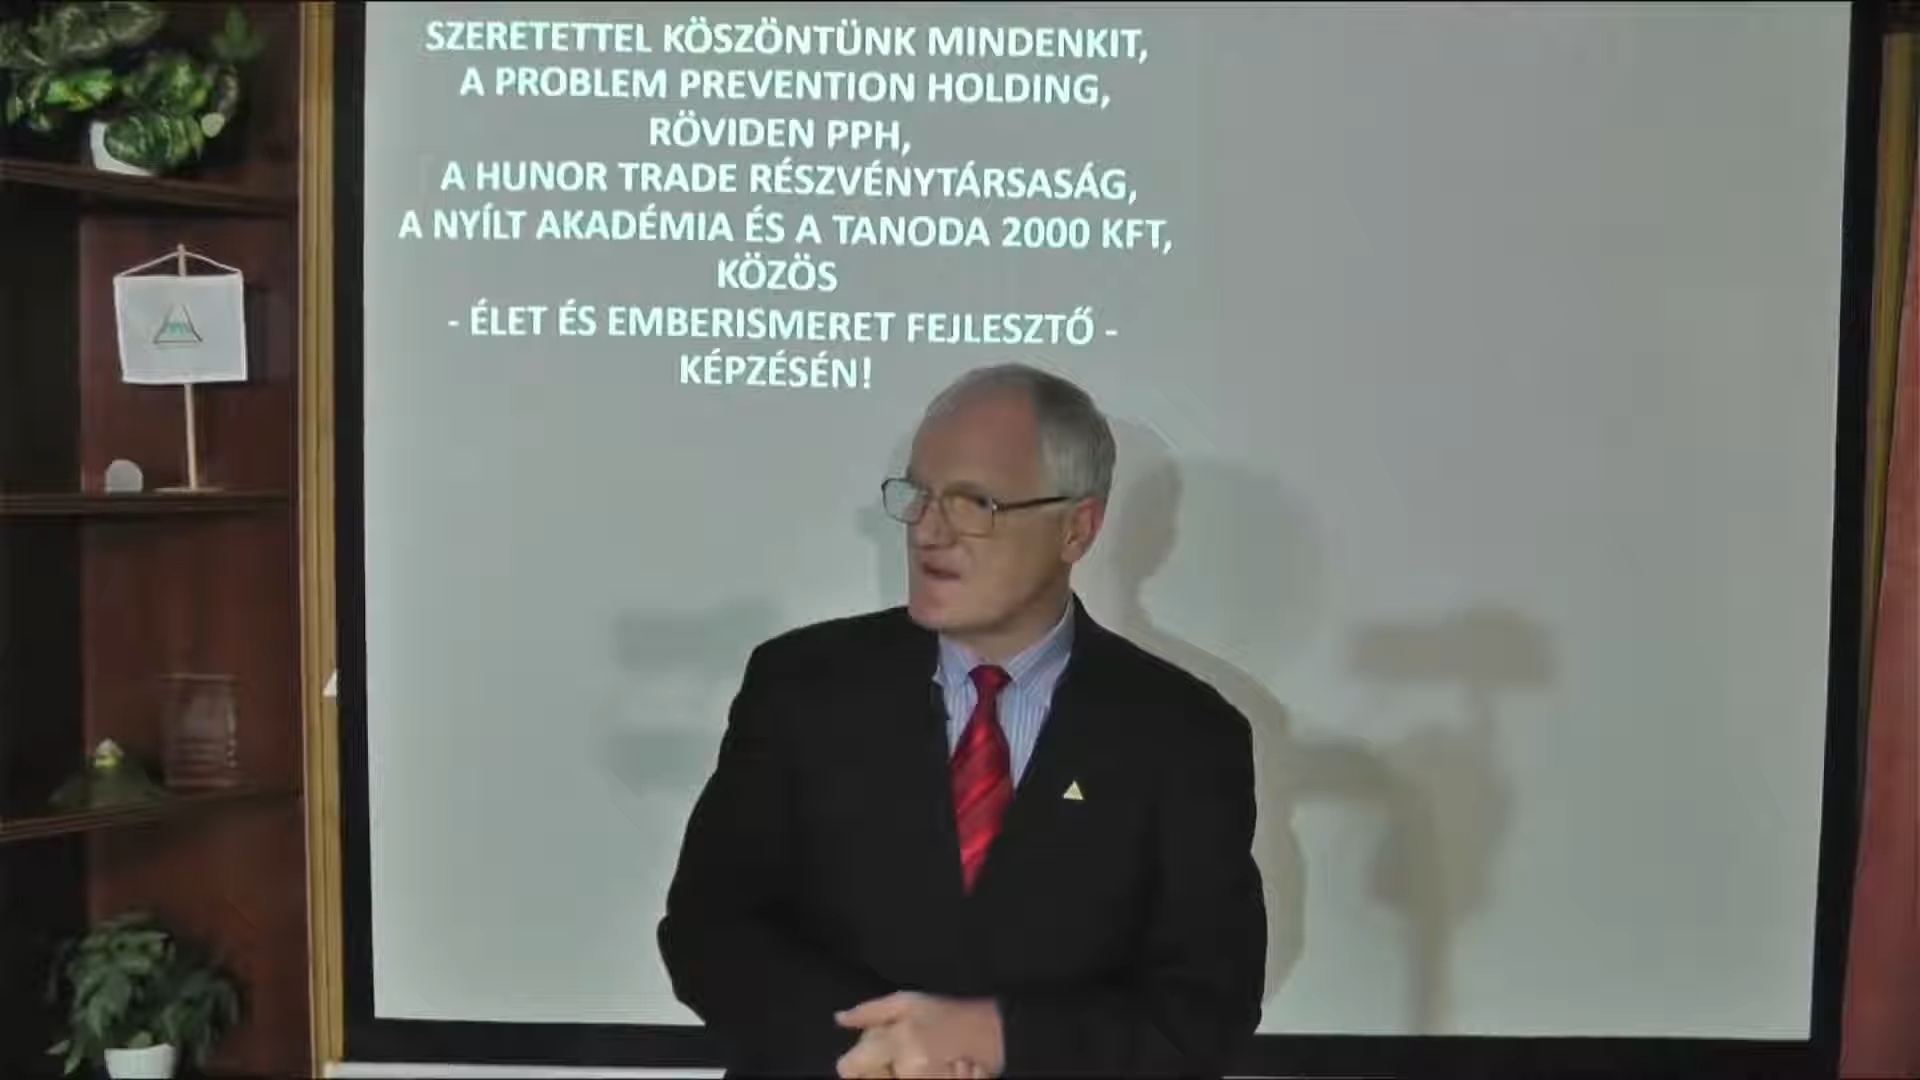 SZERETETTEL KÖSZÖNTÜNK MINDENKIT,
A PROBLEM PREVENTION HOLDING,
RÖVIDEN PPH,
A HUNOR TRADE RÉSZVÉNYTÁRSASÁG,
A NYÍLT AKADÉMIA ÉS A TANODA 2000 KFT,
KÖZÖS
- ÉLET ÉS EMBERISMERET FEJLESZTŐ -
KÉPZÉSÉN!